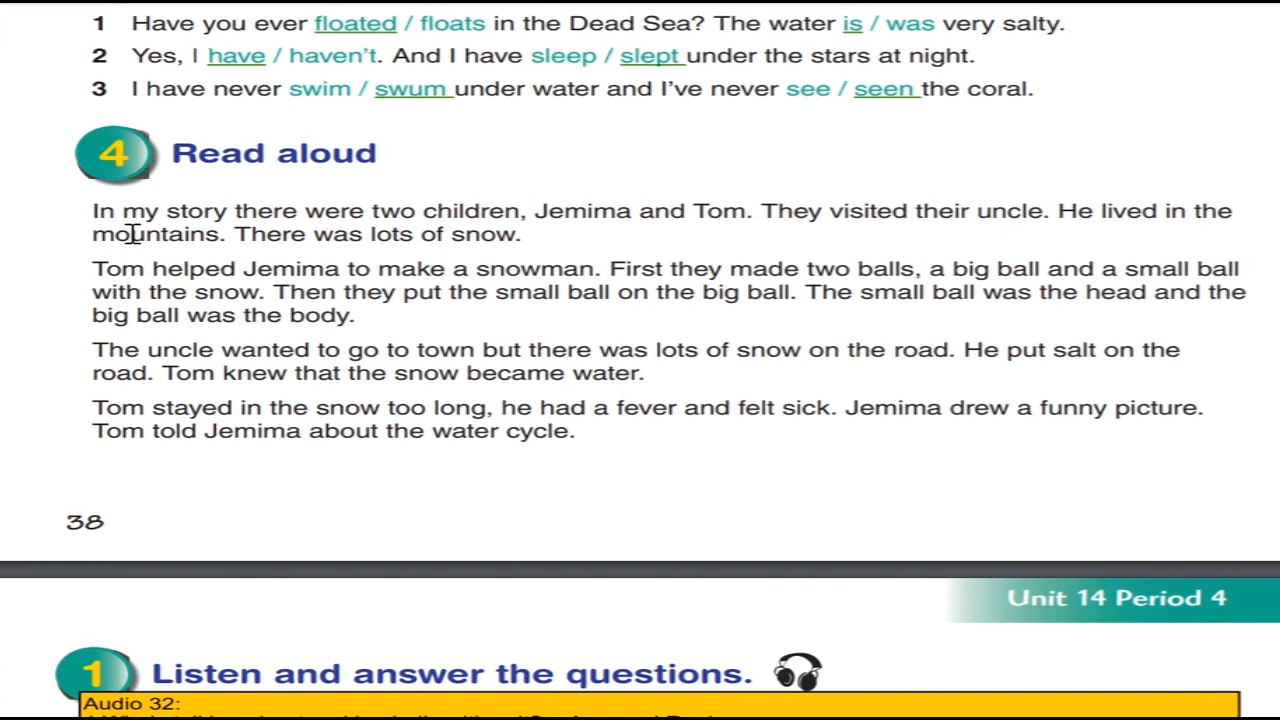 1 Have you ever floated / floats in the Dead Sea? The water is / was very salty.
2 Yes, I have / haven't. And I have sleep / slept under the stars at night.
3 I have never swim / swum under water and I've never see / seen the coral.
4 Read aloud
In my story there were two children, Jemima and Tom. They visited their uncle. He lived in the
mountains. There was lots of snow.
Tom helped Jemima to make a snowman. First they made two balls, a big ball and a small ball
with the snow. Then they put the small ball on the big ball. The small ball was the head and the
big ball was the body.
The uncle wanted to go to town but there was lots of snow on the road. He put salt on the
road. Tom knew that the snow became water.
Tom stayed in the snow too long, he had a fever and felt sick. Jemima drew a funny picture.
Tom told Jemima about the water cycle.
38
Unit 14 Period 4
1 Listen and answer the questions.
Audio 32: